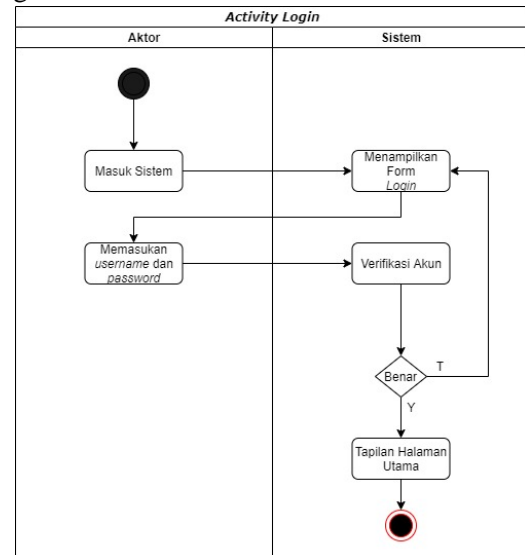 Activity Login
Aktor
Sistem
Masuk Sistem
Menampilkan
Form
Login
Memasukan
username dan
password
Verifikasi Akun
Benar
T
Y
Tapilan Halaman
Utama